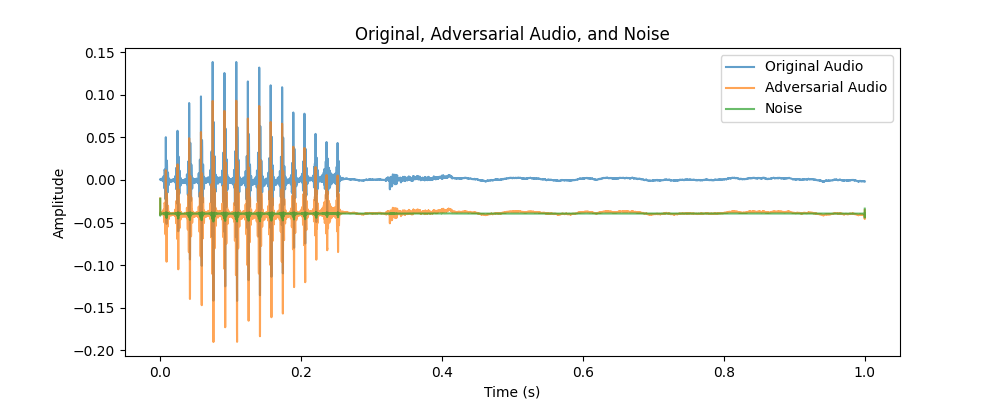 Original, Adversarial Audio, and Noise
0.15
0.10
0.05
0.00
−0.05
−0.10
−0.15
−0.20
Amplitude
Original Audio
Adversarial Audio
Noise
0.0 0.2 0.4 0.6 0.8 1.0
Time (s)